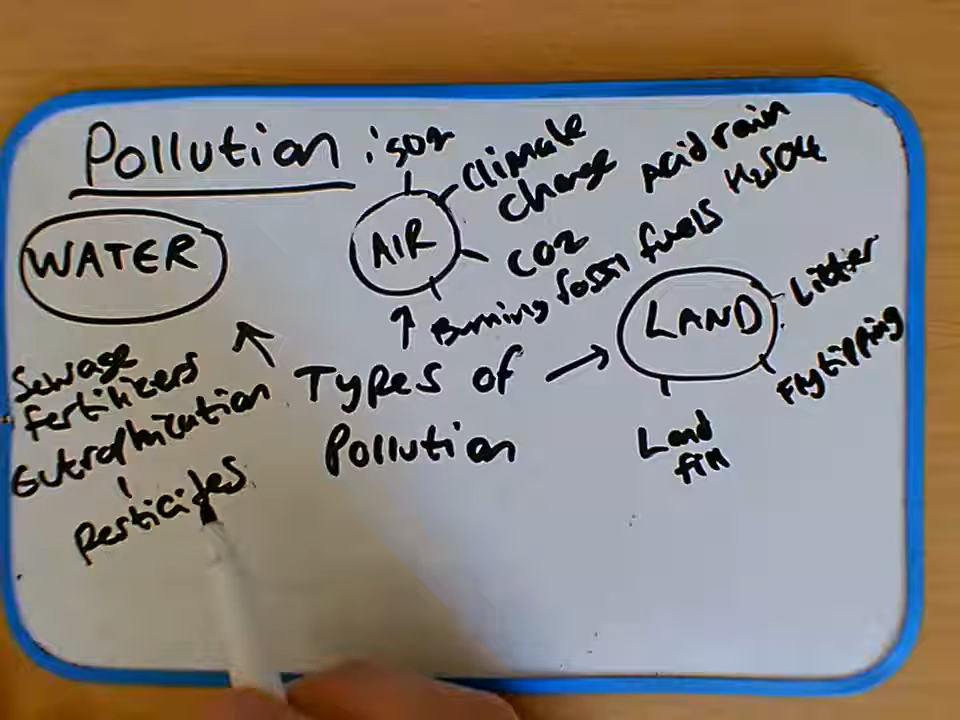 Pollution :
SO2
AIR
Climate
change
CO2
Burning fossil fuels
Acid rain
H2SO4
WATER
Sewage
fertilizers
Eutrophication
Pesticites
Types of
Pollution
LAND
Litter
Flytipping
Land
fill